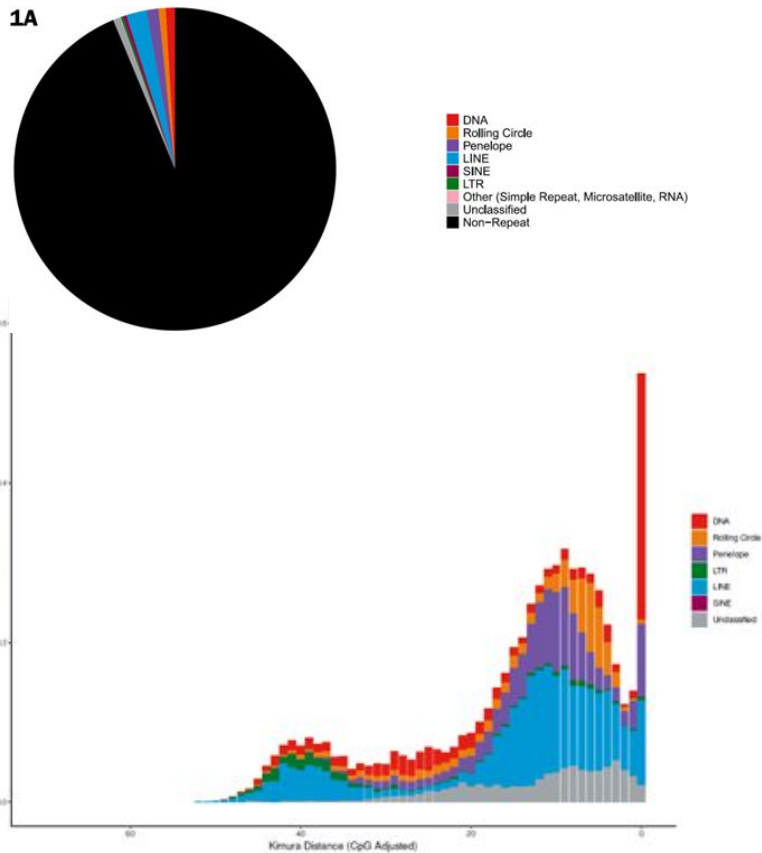 1A
DNA
Rolling Circle
Penelope
LINE
SINE
LTR
Other (Simple Repeat, Microsatellite, RNA)
Unclassified
Non-Repeat
DNA
Rolling Circle
Penelope
LTR
LINE
SINE
Unclassified
60
40
20
0
Kimura Distance (CpG Adjusted)